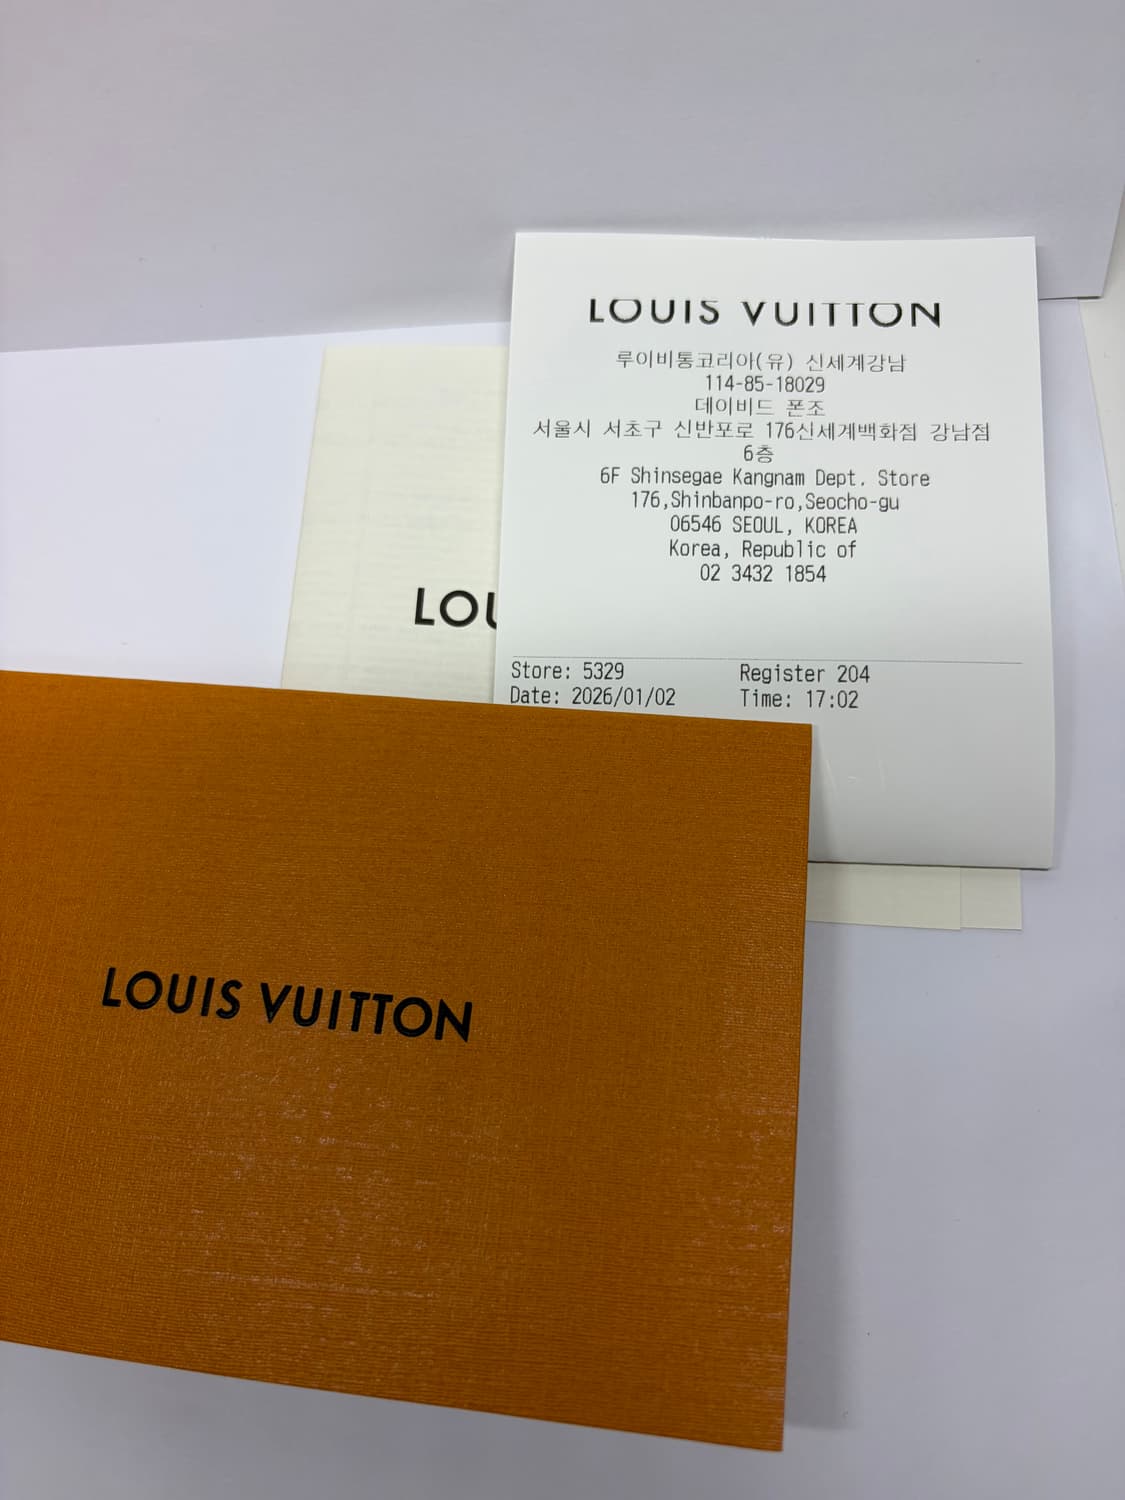 LOUIS VUITTON
루이비통코리아(유) 신세계강남
114-85-18029
데이비드 폰조
서울시 서초구 신반포로 176신세계백화점 강남점
6층
6F Shinsegae Kangnam Dept. Store
176,Shinbanpo-ro,Seocho-gu
06546 SEOUL, KOREA
Korea, Republic of
02 3432 1854
LOU
Store: 5329 Register 204
Date: 2026/01/02 Time: 17:02
LOUIS VUITTON